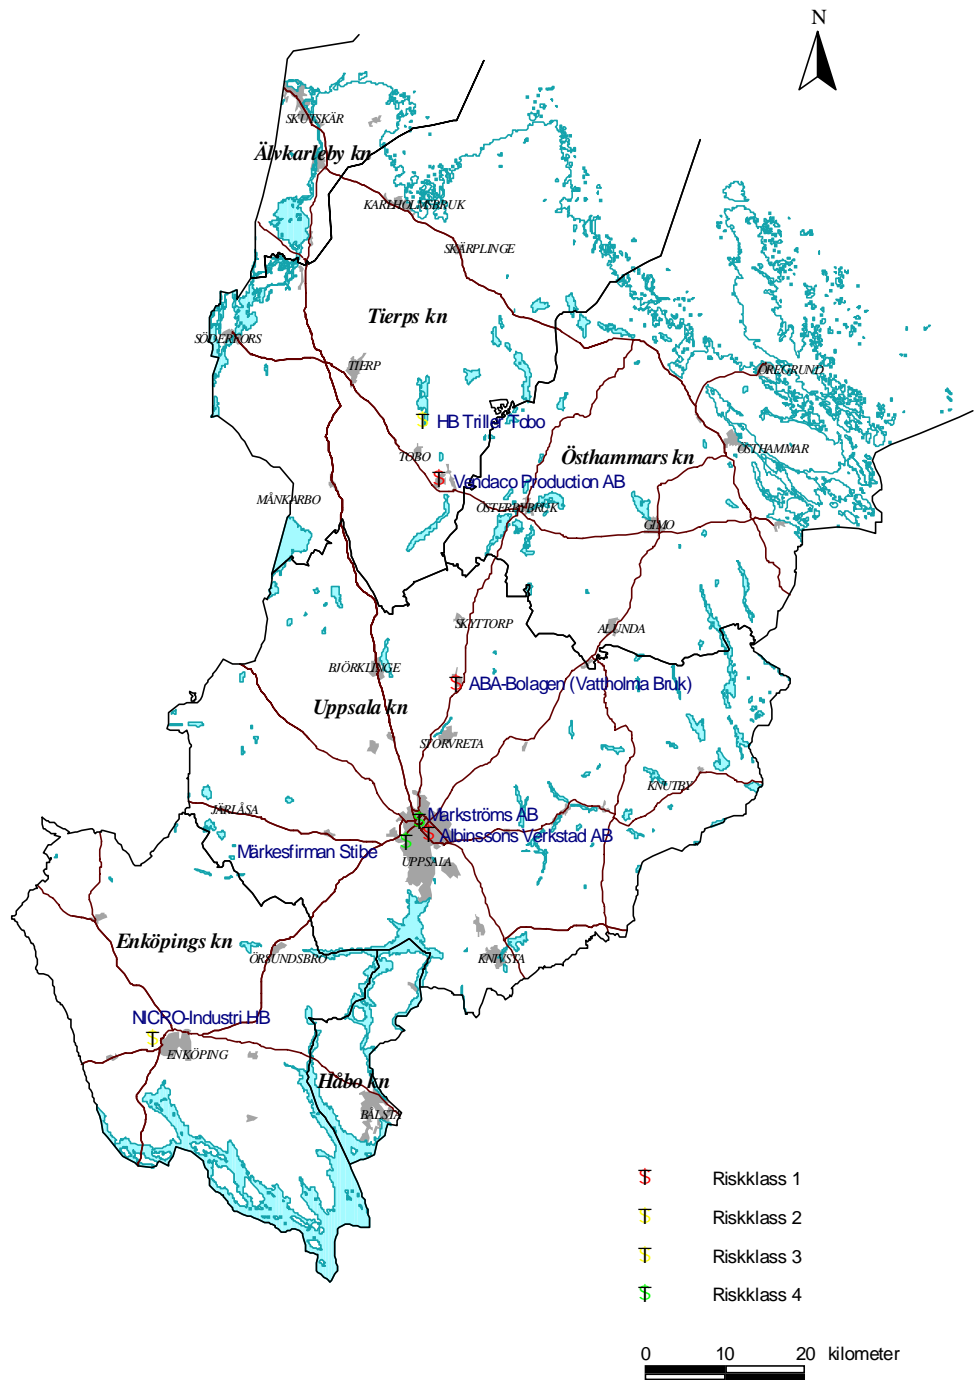 N
SKUTSKÄR
Älvkarleby kn
KARLHOLMSBRUK
SKÄRPLINGE
Tierps kn
SÖDERFORS
TIERP
ÖREGRUND
HB Triller Tobo
ÖSTHAMMAR
TOBO
Östhammars kn
Vendaco Production AB
MÅNKARBO
ÖSTERBYBRUK
GIMO
SKYTTORP
ALUNDA
BJÖRKLINGE
ABA-Bolagen (Vattholma Bruk)
Uppsala kn
STORVRETA
KNUTBY
JÄRLÅSA
Markströms AB
Albinssons Verkstad AB
Märkesfirman Stibe
UPPSALA
Enköpings kn
ÖRSUNDSBRO
KNIVSTA
NICRO-Industri HB
ENKÖPING
Håbo kn
BÅLSTA
Riskklass 1
Riskklass 2
Riskklass 3
Riskklass 4
0 10 20 kilometer